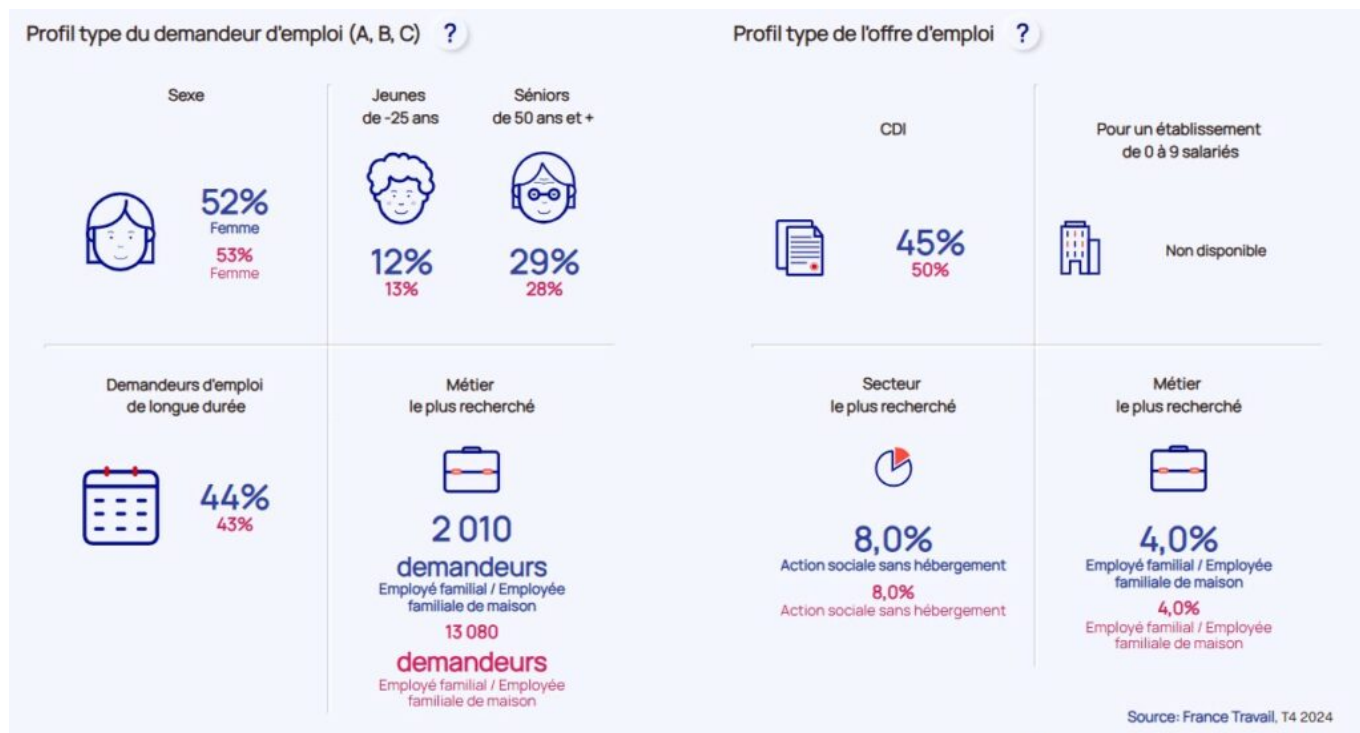 Profil type du demandeur d'emploi (A, B, C) ?
Sexe
52%
Femme
53%
Femme
Jeunes
de -25 ans
12%
13%
Séniors
de 50 ans et +
29%
28%
Demandeurs d'emploi
de longue durée
44%
43%
Métier
le plus recherché
2 010
demandeurs
Employé familial / Employée
familiale de maison
13 080
demandeurs
Employé familial / Employée
familiale de maison
Profil type de l'offre d'emploi ?
CDI
45%
50%
Pour un établissement
de 0 à 9 salariés
Non disponible
Secteur
le plus recherché
8,0%
Action sociale sans hébergement
8,0%
Action sociale sans hébergement
Métier
le plus recherché
4,0%
Employé familial / Employée
familiale de maison
4,0%
Employé familial / Employée
familiale de maison
Source: France Travail, T4 2024